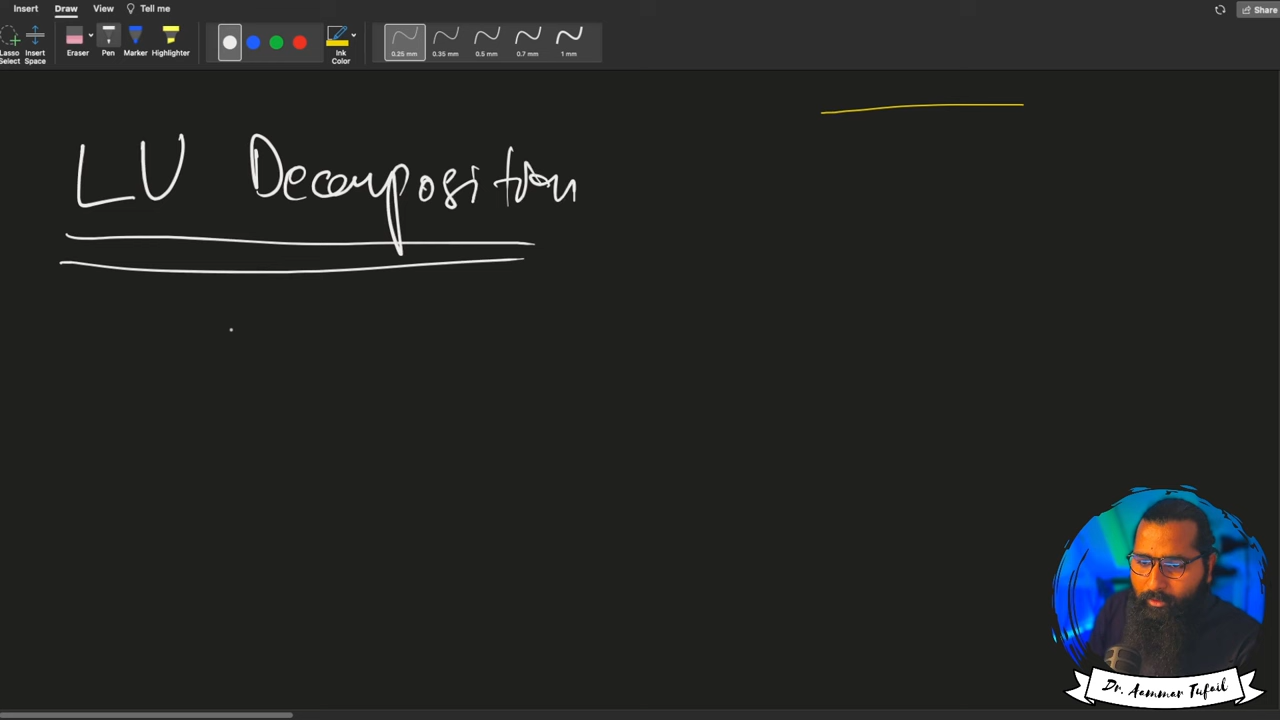 Insert Draw View Tell me
Share
Lasso Select
Insert Space
Eraser
Pen
Marker
Highlighter
Ink Color
0.25 mm
0.35 mm
0.5 mm
0.7 mm
1 mm
LU Decomposition
Dr. Aammar Tufail